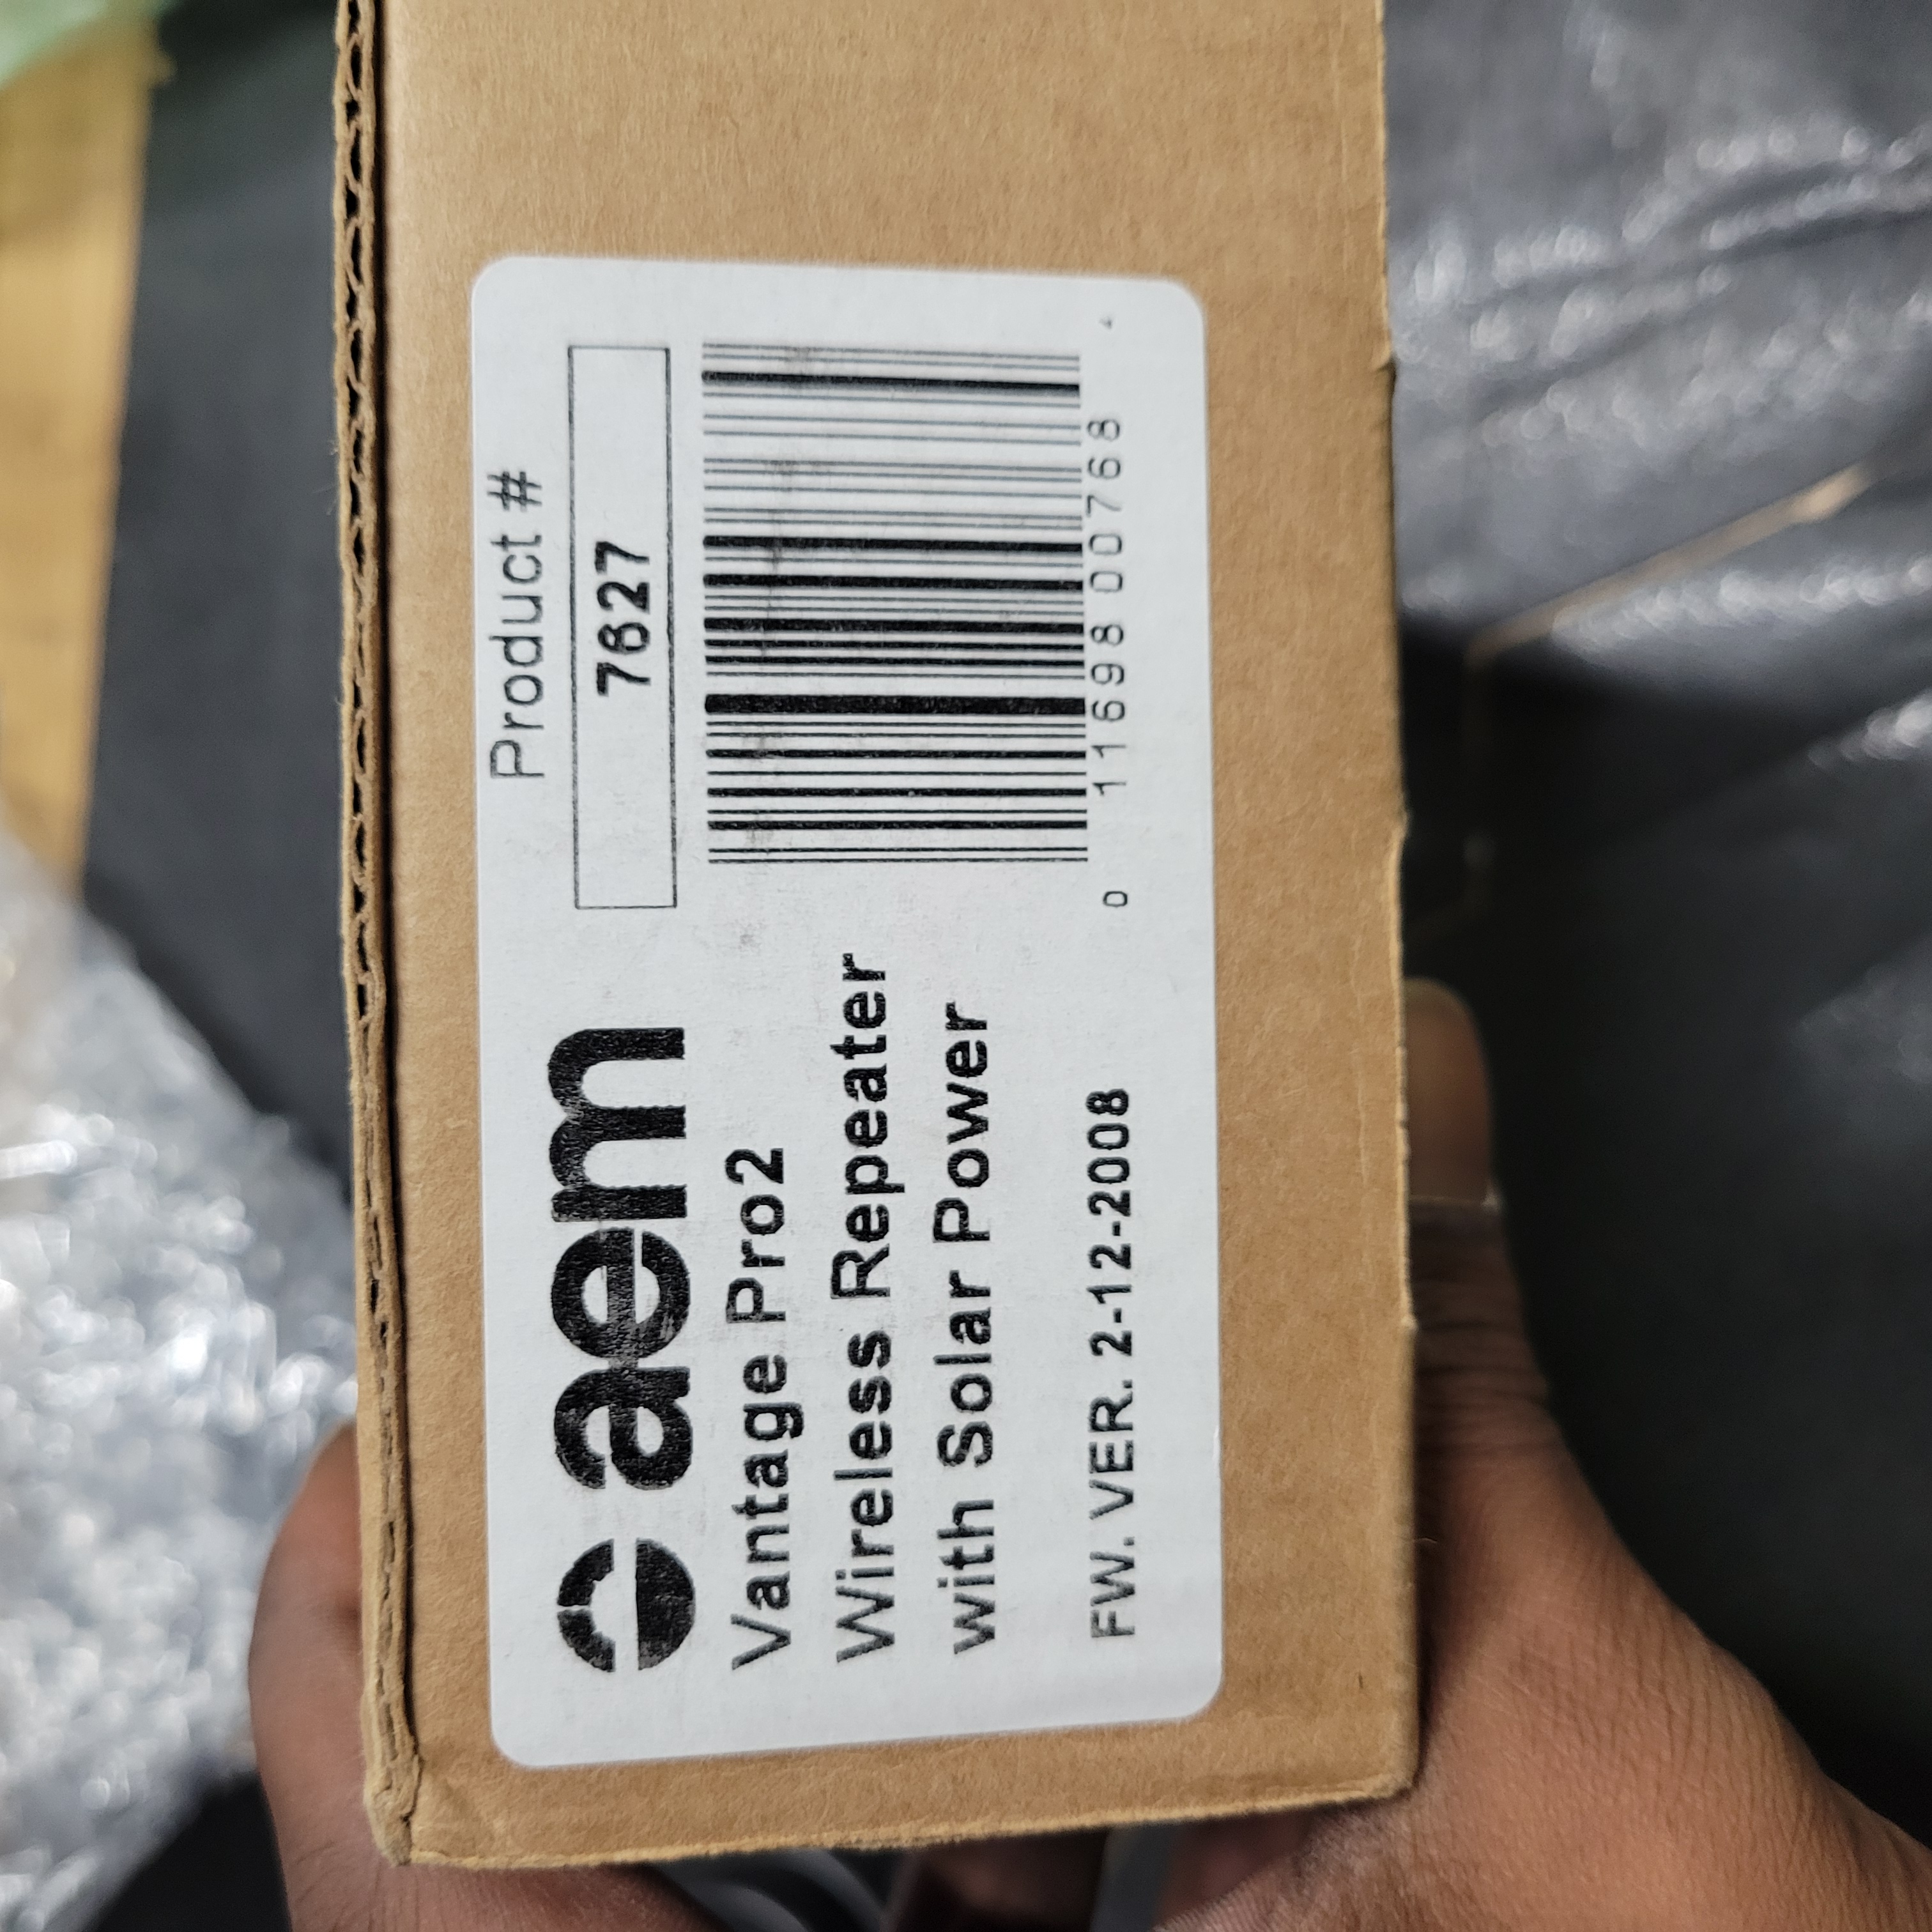 aem
Vantage Pro2
Wireless Repeater
with Solar Power
FW. VER. 2-12-2008
Product #
7627
0 11698 00768 4